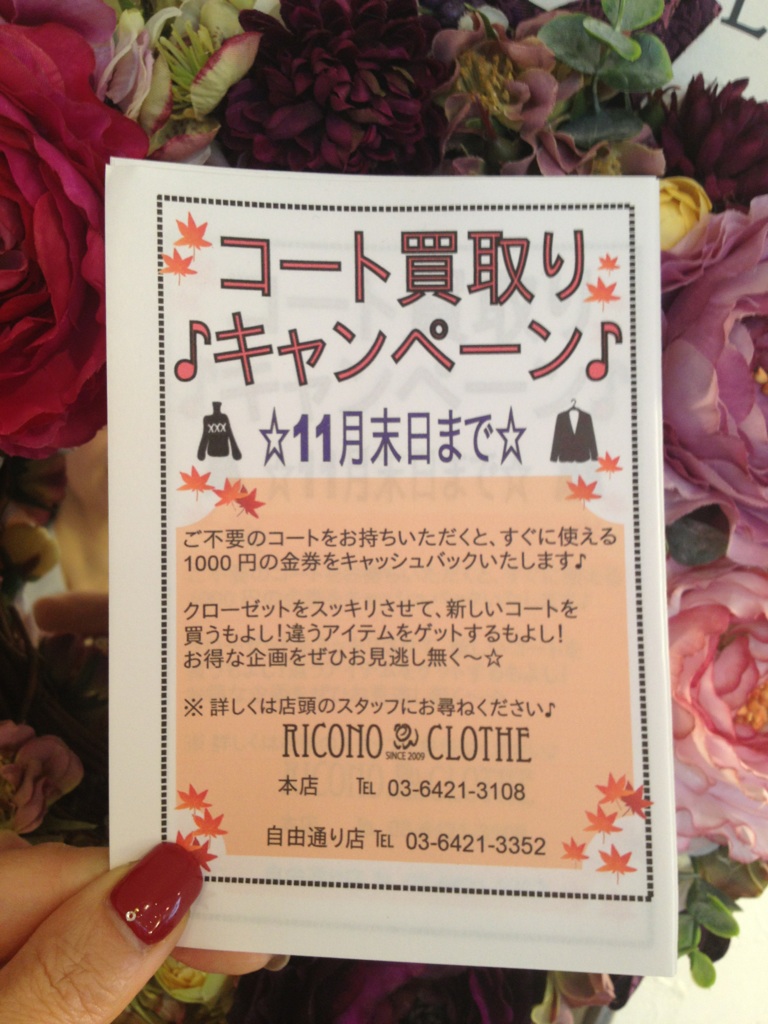 コート買取り
♪キャンペーン♪
☆11月末日まで☆
XXX
ご不要のコートをお持ちいただくと、すぐに使える
1000円の金券をキャッシュバックいたします♪
クローゼットをスッキリさせて、新しいコートを
買うもよし！違うアイテムをゲットするもよし！
お得な企画をぜひお見逃し無く～☆
※ 詳しくは店頭のスタッフにお尋ねください♪
RICONO CLOTHE
SINCE 2009
本店 TEL 03-6421-3108
自由通り店 TEL 03-6421-3352